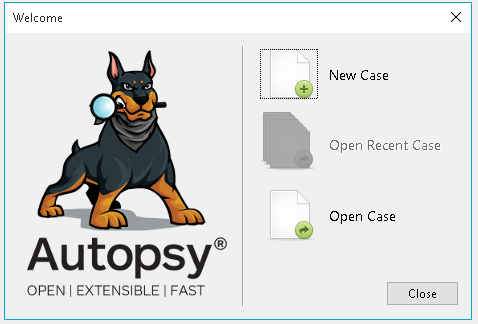 Welcome
New Case
Open Recent Case
Open Case
Autopsy®
OPEN | EXTENSIBLE | FAST
Close